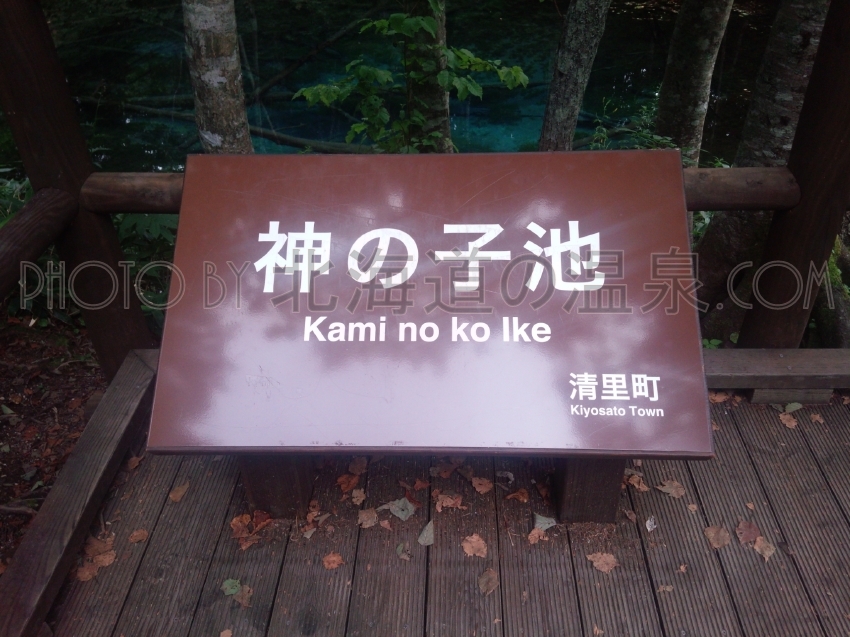 神の子池
PHOTO BY 北海道の温泉.COM
Kami no ko Ike
清里町
Kiyosato Town